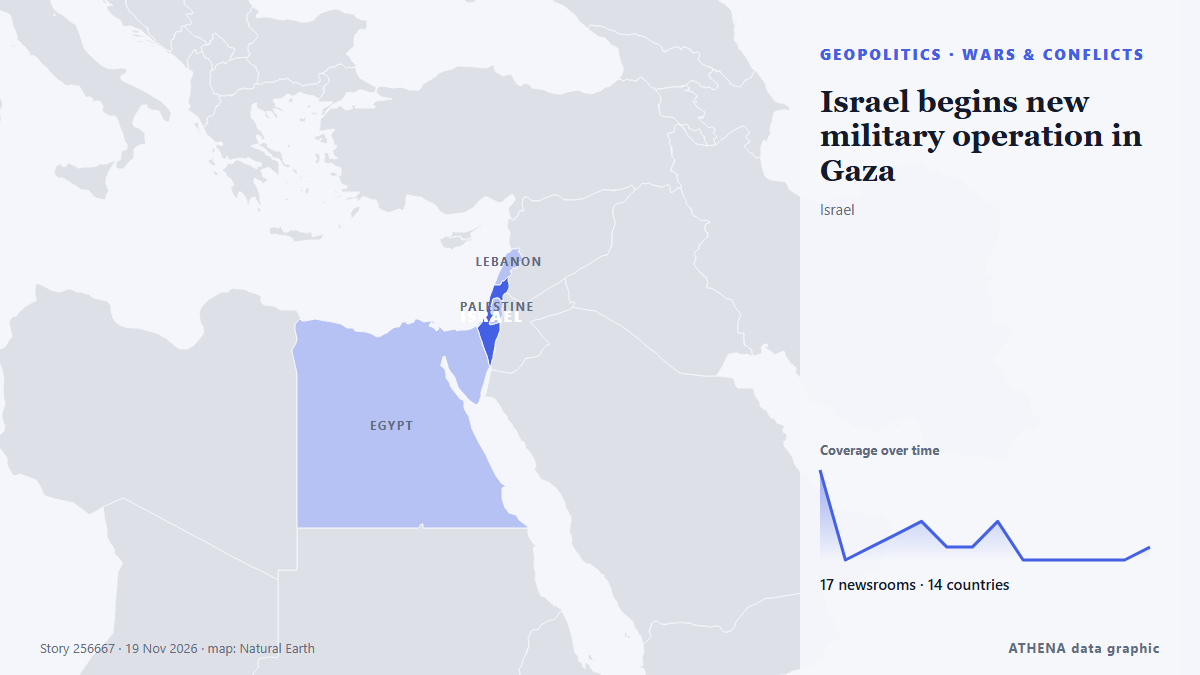 GEOPOLITICS · WARS & CONFLICTS
Israel begins new
military operation in
Gaza
Israel
LEBANON
PALESTINE
ISRAEL
EGYPT
Coverage over time
17 newsrooms · 14 countries
Story 256667 · 19 Nov 2026 · map: Natural Earth
ATHENA data graphic